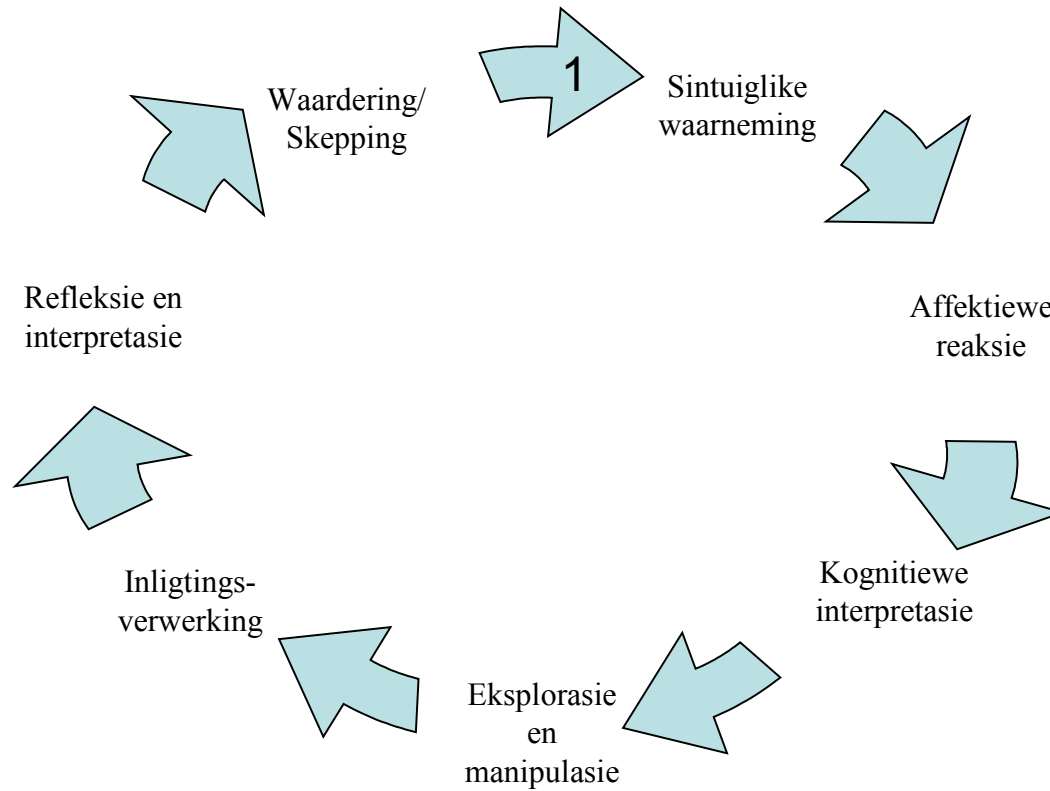 1
Sintuiglike
waarneming
Affektiewe
reaksie
Kognitiewe
interpretasie
Eksplorasie
en
manipulasie
Inligtings-
verwerking
Refleksie en
interpretasie
Waardering/
Skepping